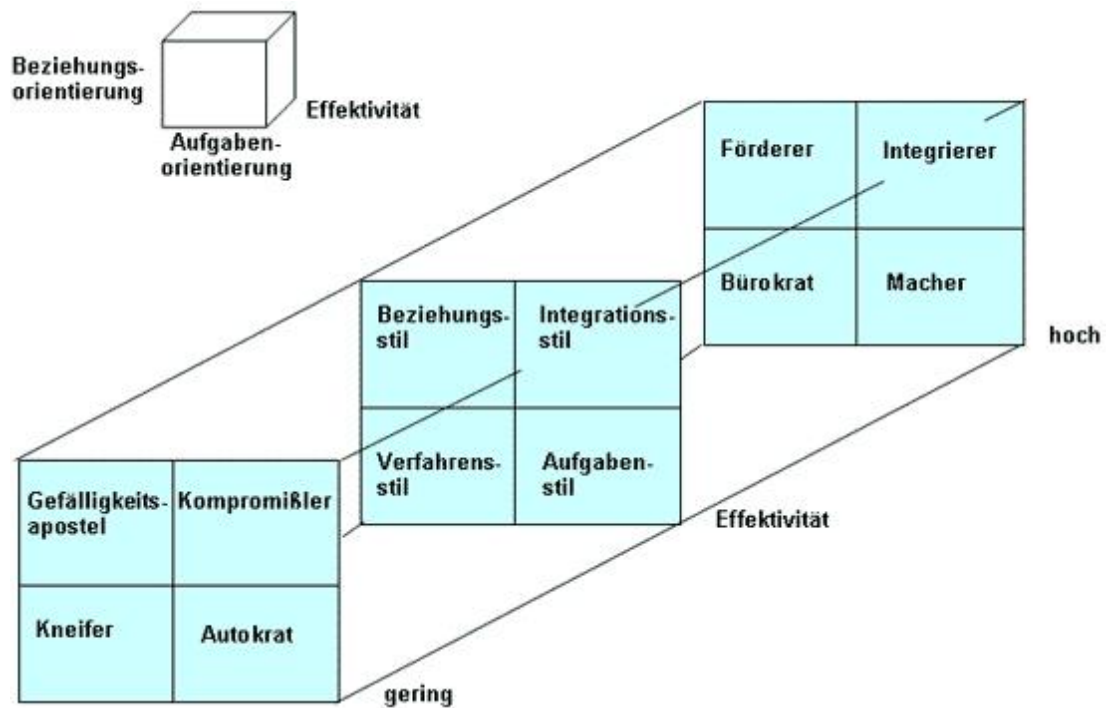 Beziehungs-
orientierung
Effektivität
Aufgaben-
orientierung
Förderer
Integrierer
Bürokrat
Macher
hoch
Beziehungs-
stil
Integrations-
stil
Verfahrens-
stil
Aufgaben-
stil
Effektivität
Gefälligkeits-
apostel
Kompromißler
Kneifer
Autokrat
gering